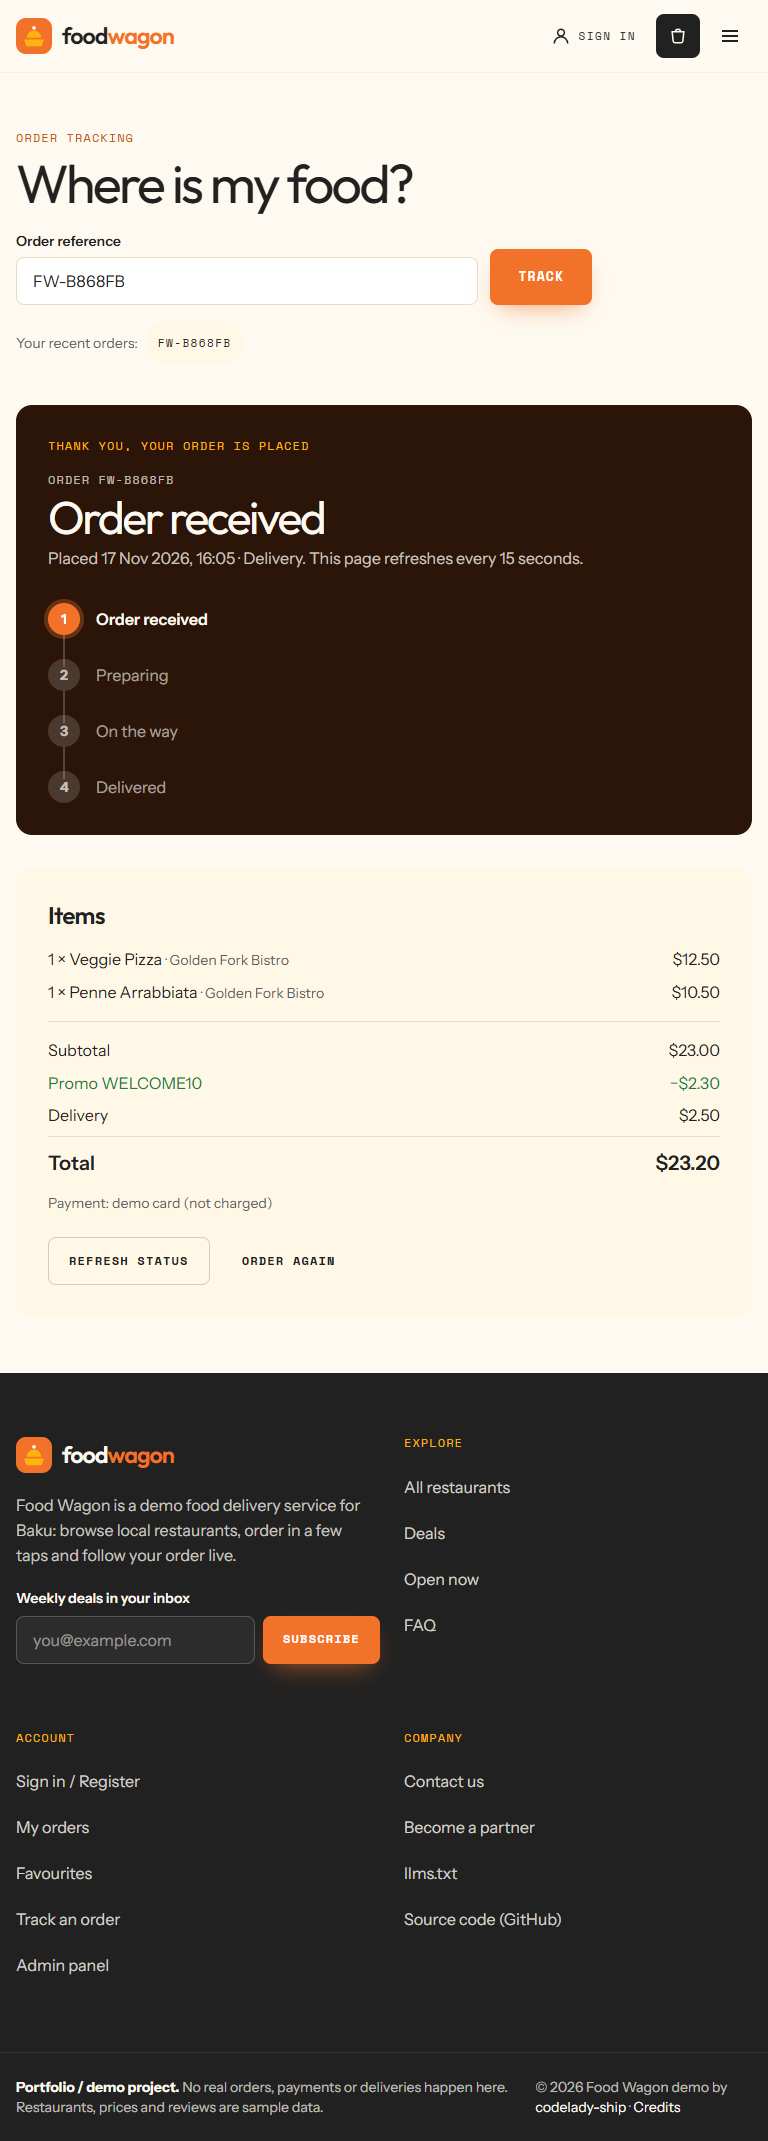 foodwagon
SIGN IN
ORDER TRACKING
Where is my food?
Order reference
FW-B868FB
TRACK
Your recent orders: FW-B868FB
THANK YOU, YOUR ORDER IS PLACED
ORDER FW-B868FB
Order received
Placed 17 Nov 2026, 16:05 · Delivery. This page refreshes every 15 seconds.
1 Order received
2 Preparing
3 On the way
4 Delivered
Items
1 × Veggie Pizza · Golden Fork Bistro $12.50
1 × Penne Arrabbiata · Golden Fork Bistro $10.50
Subtotal $23.00
Promo WELCOME10 −$2.30
Delivery $2.50
Total $23.20
Payment: demo card (not charged)
REFRESH STATUS ORDER AGAIN
foodwagon
Food Wagon is a demo food delivery service for
Baku: browse local restaurants, order in a few
taps and follow your order live.
Weekly deals in your inbox
you@example.com SUBSCRIBE
EXPLORE
All restaurants
Deals
Open now
FAQ
ACCOUNT
Sign in / Register
My orders
Favourites
Track an order
Admin panel
COMPANY
Contact us
Become a partner
llms.txt
Source code (GitHub)
Portfolio / demo project. No real orders, payments or deliveries happen here.
Restaurants, prices and reviews are sample data.
© 2026 Food Wagon demo by
codelady-ship · Credits